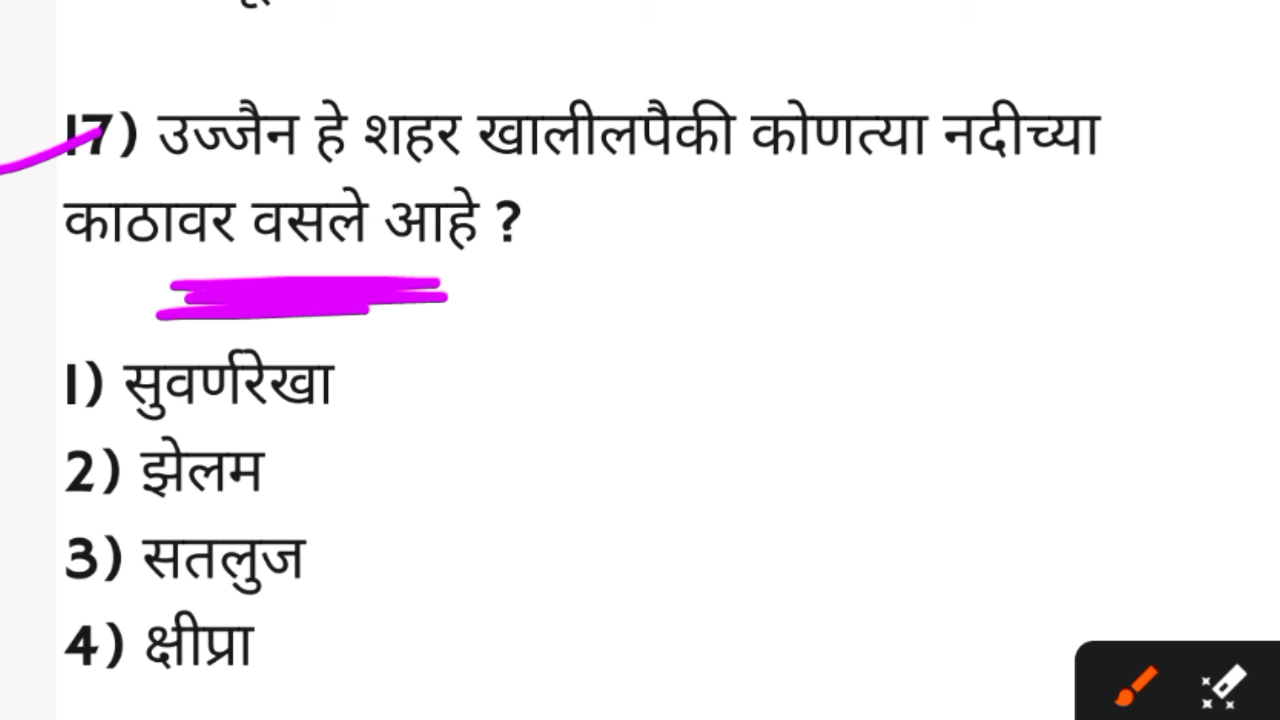 17) उज्जैन हे शहर खालीलपैकी कोणत्या नदीच्या
काठावर वसले आहे ?
1) सुवर्णरेखा
2) झेलम
3) सतलुज
4) क्षीप्रा